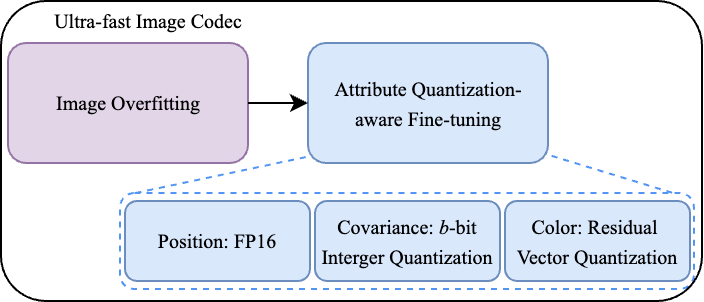 Ultra-fast Image Codec
Image Overfitting
Attribute Quantization-
aware Fine-tuning
Position: FP16
Covariance: b-bit
Interger Quantization
Color: Residual
Vector Quantization